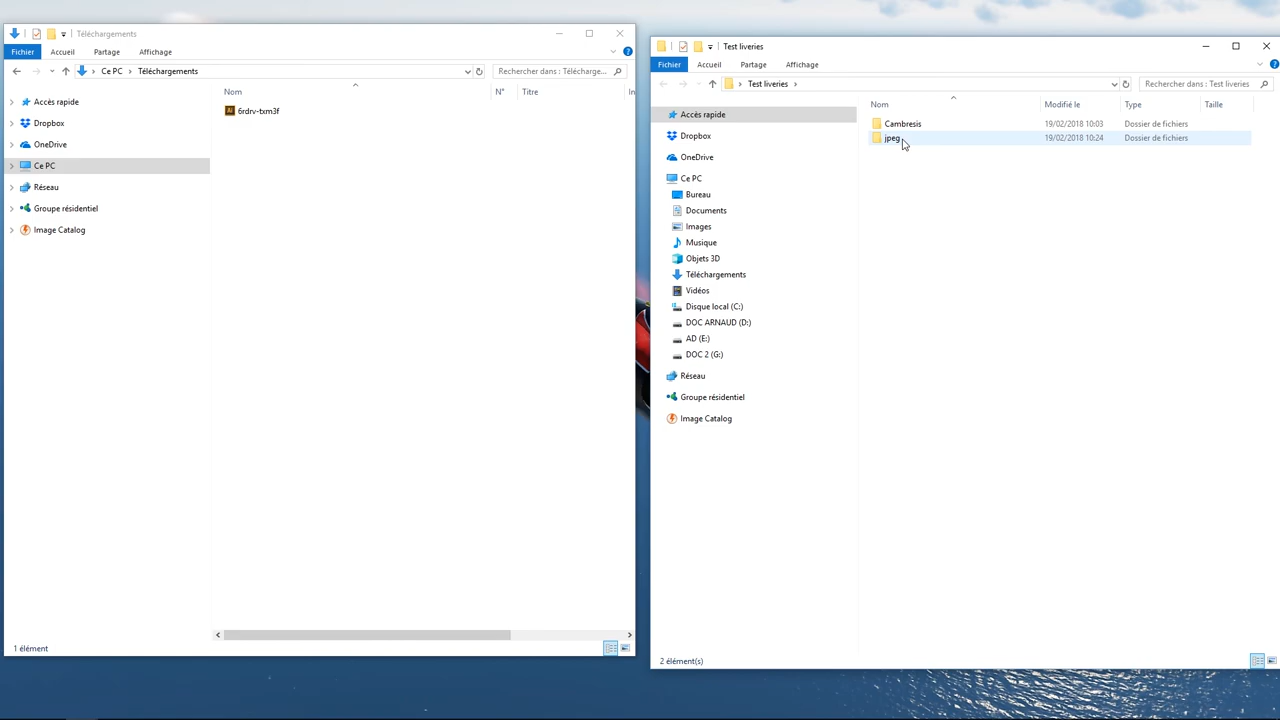 Téléchargements
Fichier Accueil Partage Affichage
Ce PC Téléchargements Rechercher dans : Télécharge...
Nom N° Titre In
Accès rapide
Dropbox
OneDrive
Ce PC
Réseau
Groupe résidentiel
Image Catalog
6rdrv-txm3f
1 élément
Test liveries
Fichier Accueil Partage Affichage
Test liveries Rechercher dans : Test liveries
Nom Modifié le Type Taille
Accès rapide
Dropbox
OneDrive
Ce PC
Bureau
Documents
Images
Musique
Objets 3D
Téléchargements
Vidéos
Disque local (C:)
DOC ARNAUD (D:)
AD (E:)
DOC 2 (G:)
Réseau
Groupe résidentiel
Image Catalog
Cambresis 19/02/2018 10:03 Dossier de fichiers
jpeg 19/02/2018 10:24 Dossier de fichiers
2 élément(s)